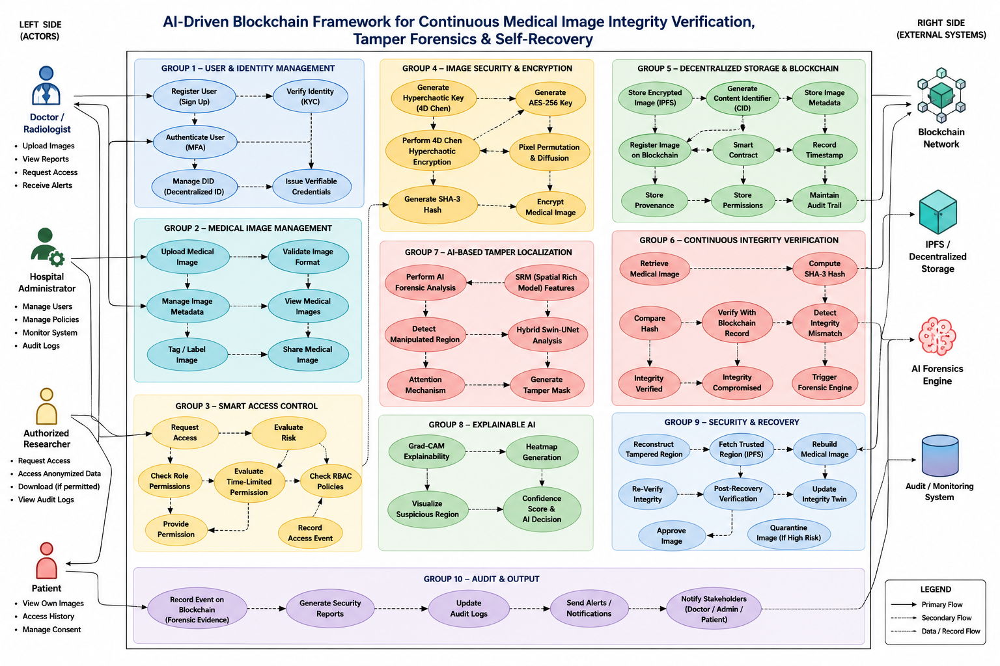 AI-Driven Blockchain Framework for Continuous Medical Image Integrity Verification,
Tamper Forensics & Self-Recovery
LEFT SIDE
(ACTORS)
Doctor /
Radiologist
• Upload Images
• View Reports
• Request Access
• Receive Alerts
Hospital
Administrator
• Manage Users
• Manage Policies
• Monitor System
• Audit Logs
Authorized
Researcher
• Request Access
• Access Anonymized Data
• Download (if permitted)
• View Audit Logs
Patient
• View Own Images
• Access History
• Manage Consent
GROUP 1 – USER & IDENTITY MANAGEMENT
Register User
(Sign Up)
Verify Identity
(KYC)
Authenticate User
(MFA)
Manage DID
(Decentralized ID)
Issue Verifiable
Credentials
GROUP 2 – MEDICAL IMAGE MANAGEMENT
Upload Medical
Image
Validate Image
Format
Manage Image
Metadata
View Medical
Images
Tag / Label
Image
Share Medical
Image
GROUP 3 – SMART ACCESS CONTROL
Request
Access
Evaluate
Risk
Check Role
Permissions
Evaluate
Time-Limited
Permission
Check RBAC
Policies
Provide
Permission
Record
Access Event
GROUP 4 – IMAGE SECURITY & ENCRYPTION
Generate
Hyperchaotic Key
(4D Chen)
Generate
AES-256 Key
Perform 4D Chen
Hyperchaotic
Encryption
Pixel Permutation
& Diffusion
Generate SHA-3
Hash
Encrypt
Medical Image
GROUP 7 – AI-BASED TAMPER LOCALIZATION
Perform AI
Forensic Analysis
SRM (Spatial Rich
Model) Features
Detect
Manipulated Region
Hybrid Swin-UNet
Analysis
Attention
Mechanism
Generate
Tamper Mask
GROUP 8 – EXPLAINABLE AI
Grad-CAM
Explainability
Heatmap
Generation
Visualize
Suspicious Region
Confidence
Score &
AI Decision
GROUP 5 – DECENTRALIZED STORAGE & BLOCKCHAIN
Store Encrypted
Image (IPFS)
Generate
Content Identifier
(CID)
Store Image
Metadata
Register Image
on Blockchain
Smart
Contract
Record
Timestamp
Store
Provenance
Store
Permissions
Maintain
Audit Trail
GROUP 6 – CONTINUOUS INTEGRITY VERIFICATION
Retrieve
Medical Image
Compute
SHA-3 Hash
Compare
Hash
Verify With
Blockchain
Record
Detect
Integrity
Mismatch
Integrity
Verified
Integrity
Compromised
Trigger
Forensic Engine
GROUP 9 – SECURITY & RECOVERY
Reconstruct
Tampered Region
Fetch Trusted
Region (IPFS)
Rebuild
Medical Image
Re-Verify
Integrity
Post-Recovery
Verification
Update
Integrity Twin
Approve
Image
Quarantine
Image (If High Risk)
GROUP 10 – AUDIT & OUTPUT
Record Event on
Blockchain
(Forensic Evidence)
Generate Security
Reports
Update
Audit Logs
Send Alerts /
Notifications
Notify Stakeholders
(Doctor / Admin /
Patient)
RIGHT SIDE
(EXTERNAL SYSTEMS)
Blockchain
Network
IPFS /
Decentralized
Storage
AI Forensics
Engine
Audit / Monitoring
System
LEGEND
Primary Flow
Secondary Flow
Data / Record Flow